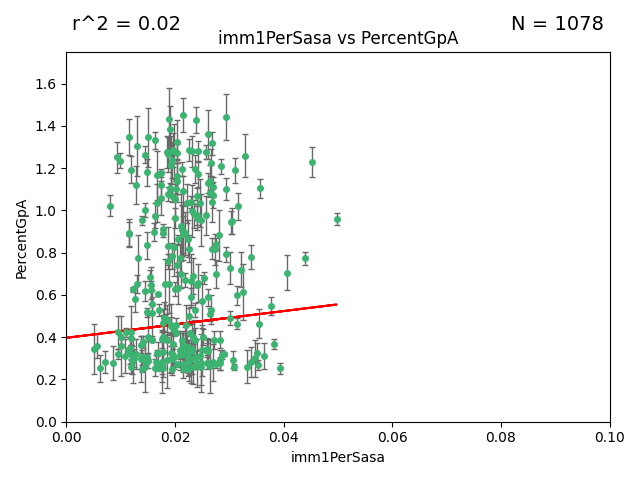 r^2 = 0.02
N = 1078
imm1PerSasa vs PercentGpA
PercentGpA
1.6
1.4
1.2
1.0
0.8
0.6
0.4
0.2
0.0
0.00 0.02 0.04 0.06 0.08 0.10
imm1PerSasa